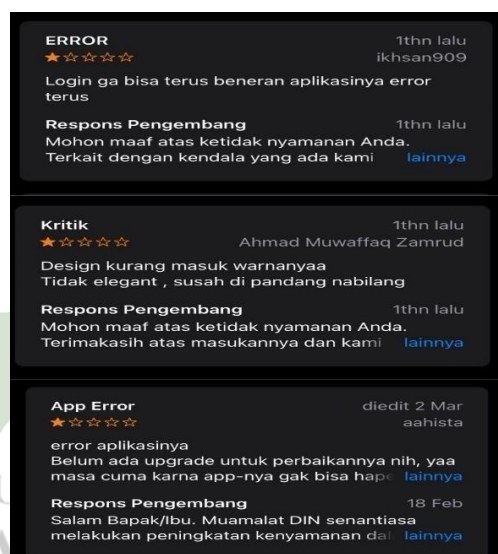 ERROR 1thn lalu
★☆☆☆☆ ikhsan909
Login ga bisa terus beneran aplikasinya error
terus
Respons Pengembang 1thn lalu
Mohon maaf atas ketidak nyamanan Anda.
Terkait dengan kendala yang ada kami lainnya
Kritik 1thn lalu
★☆☆☆☆ Ahmad Muwaffaq Zamrud
Design kurang masuk warnanyaa
Tidak elegant , susah di pandang nabilang
Respons Pengembang 1thn lalu
Mohon maaf atas ketidak nyamanan Anda.
Terimakasih atas masukannya dan kami lainnya
App Error diedit 2 Mar
★☆☆☆☆ aahista
error aplikasinya
Belum ada upgrade untuk perbaikannya nih, yaa
masa cuma karna app-nya gak bisa hape lainnya
Respons Pengembang 18 Feb
Salam Bapak/Ibu. Muamalat DIN senantiasa
melakukan peningkatan kenyamanan dal lainnya